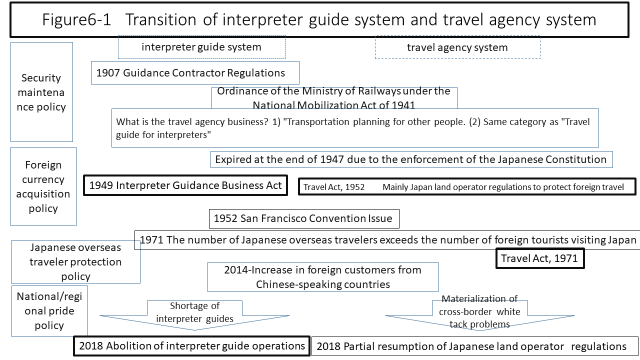 Figure6-1 Transition of interpreter guide system and travel agency system
interpreter guide system
travel agency system
Security
maintena
nce policy
1907 Guidance Contractor Regulations
Ordinance of the Ministry of Railways under the
National Mobilization Act of 1941
What is the travel agency business? 1) "Transportation planning for other people. (2) Same category as "Travel
guide for interpreters"
Expired at the end of 1947 due to the enforcement of the Japanese Constitution
Foreign
currency
acquisition
policy
1949 Interpreter Guidance Business Act
Travel Act, 1952 Mainly Japan land operator regulations to protect foreign travel
1952 San Francisco Convention Issue
1971 The number of Japanese overseas travelers exceeds the number of foreign tourists visiting Japan
Japanese overseas
traveler protection
policy
Travel Act, 1971
2014-Increase in foreign customers from
Chinese-speaking countries
National/regi
onal pride
policy
Shortage of
interpreter guides
Materialization of
cross-border white
tack problems
2018 Abolition of interpreter guide operations
2018 Partial resumption of Japanese land operator regulations